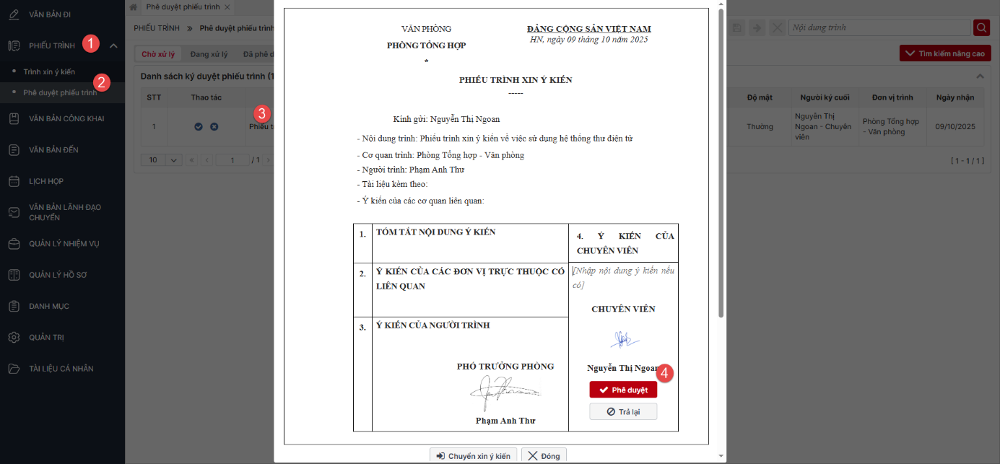 VĂN BẢN ĐI
PHIẾU TRÌNH
1
Trình xin ý kiến
2
Phê duyệt phiếu trình
VĂN BẢN CÔNG KHAI
VĂN BẢN ĐẾN
LỊCH HỌP
VĂN BẢN LÃNH ĐẠO
CHUYỂN
QUẢN LÝ NHIỆM VỤ
QUẢN LÝ HỒ SƠ
DANH MỤC
QUẢN TRỊ
TÀI LIỆU CÁ NHÂN
Phê duyệt phiếu trình
PHIẾU TRÌNH » Phê duyệt phiếu trình
Chờ xử lý Đang xử lý Đã phê d
Danh sách ký duyệt phiếu trình (1
STT Thao tác
3
1 Phiếu t
10 « ‹ 1 / 1 ›
VĂN PHÒNG
PHÒNG TỔNG HỢP
*
ĐẢNG CỘNG SẢN VIỆT NAM
HN, ngày 09 tháng 10 năm 2025
PHIẾU TRÌNH XIN Ý KIẾN
-----
Kính gửi: Nguyễn Thị Ngoan
- Nội dung trình: Phiếu trình xin ý kiến về việc sử dụng hệ thống thư điện tử
- Cơ quan trình: Phòng Tổng hợp - Văn phòng
- Người trình: Phạm Anh Thư
- Tài liệu kèm theo:
- Ý kiến của các cơ quan liên quan:
1. TÓM TẮT NỘI DUNG Ý KIẾN
2. Ý KIẾN CỦA CÁC ĐƠN VỊ TRỰC THUỘC CÓ
LIÊN QUAN
3. Ý KIẾN CỦA NGƯỜI TRÌNH
PHÓ TRƯỞNG PHÒNG
Phạm Anh Thư
4. Ý KIẾN CỦA
CHUYÊN VIÊN
[Nhập nội dung ý kiến nếu
có]
CHUYÊN VIÊN
Nguyễn Thị Ngoan
4
Phê duyệt
Trả lại
Chuyển xin ý kiến Đóng
Nội dung trình
Tìm kiếm nâng cao
Độ mật Người ký cuối Đơn vị trình Ngày nhận
Thường
Nguyễn Thị
Ngoan - Chuyên
viên
Phòng Tổng hợp
- Văn phòng
09/10/2025
[ 1 - 1 / 1 ]